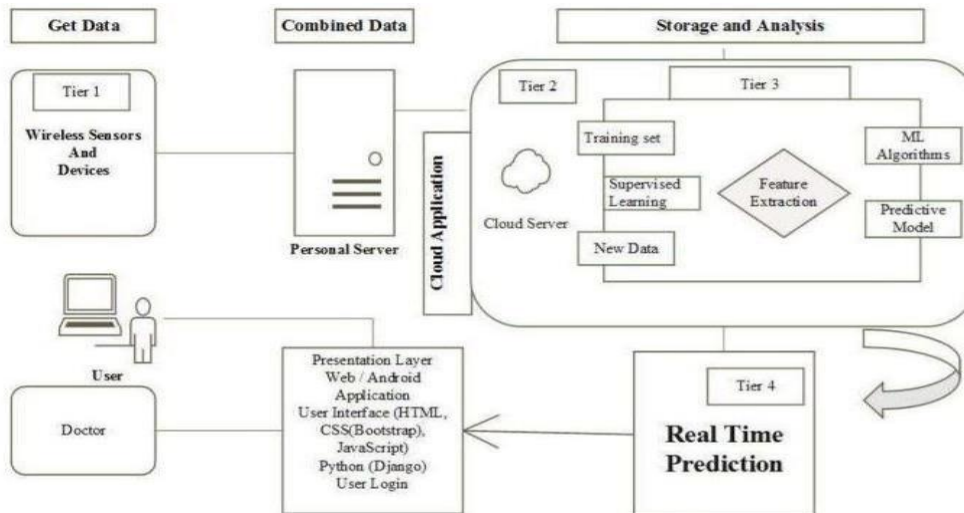 Get Data
Combined Data
Storage and Analysis
Tier 1
Wireless Sensors
And
Devices
Personal Server
Cloud Application
Tier 2
Cloud Server
Tier 3
Training set
Supervised
Learning
New Data
Feature
Extraction
ML
Algorithms
Predictive
Model
User
Doctor
Presentation Layer
Web / Android
Application
User Interface (HTML,
CSS(Bootstrap),
JavaScript)
Python (Django)
User Login
Tier 4
Real Time
Prediction